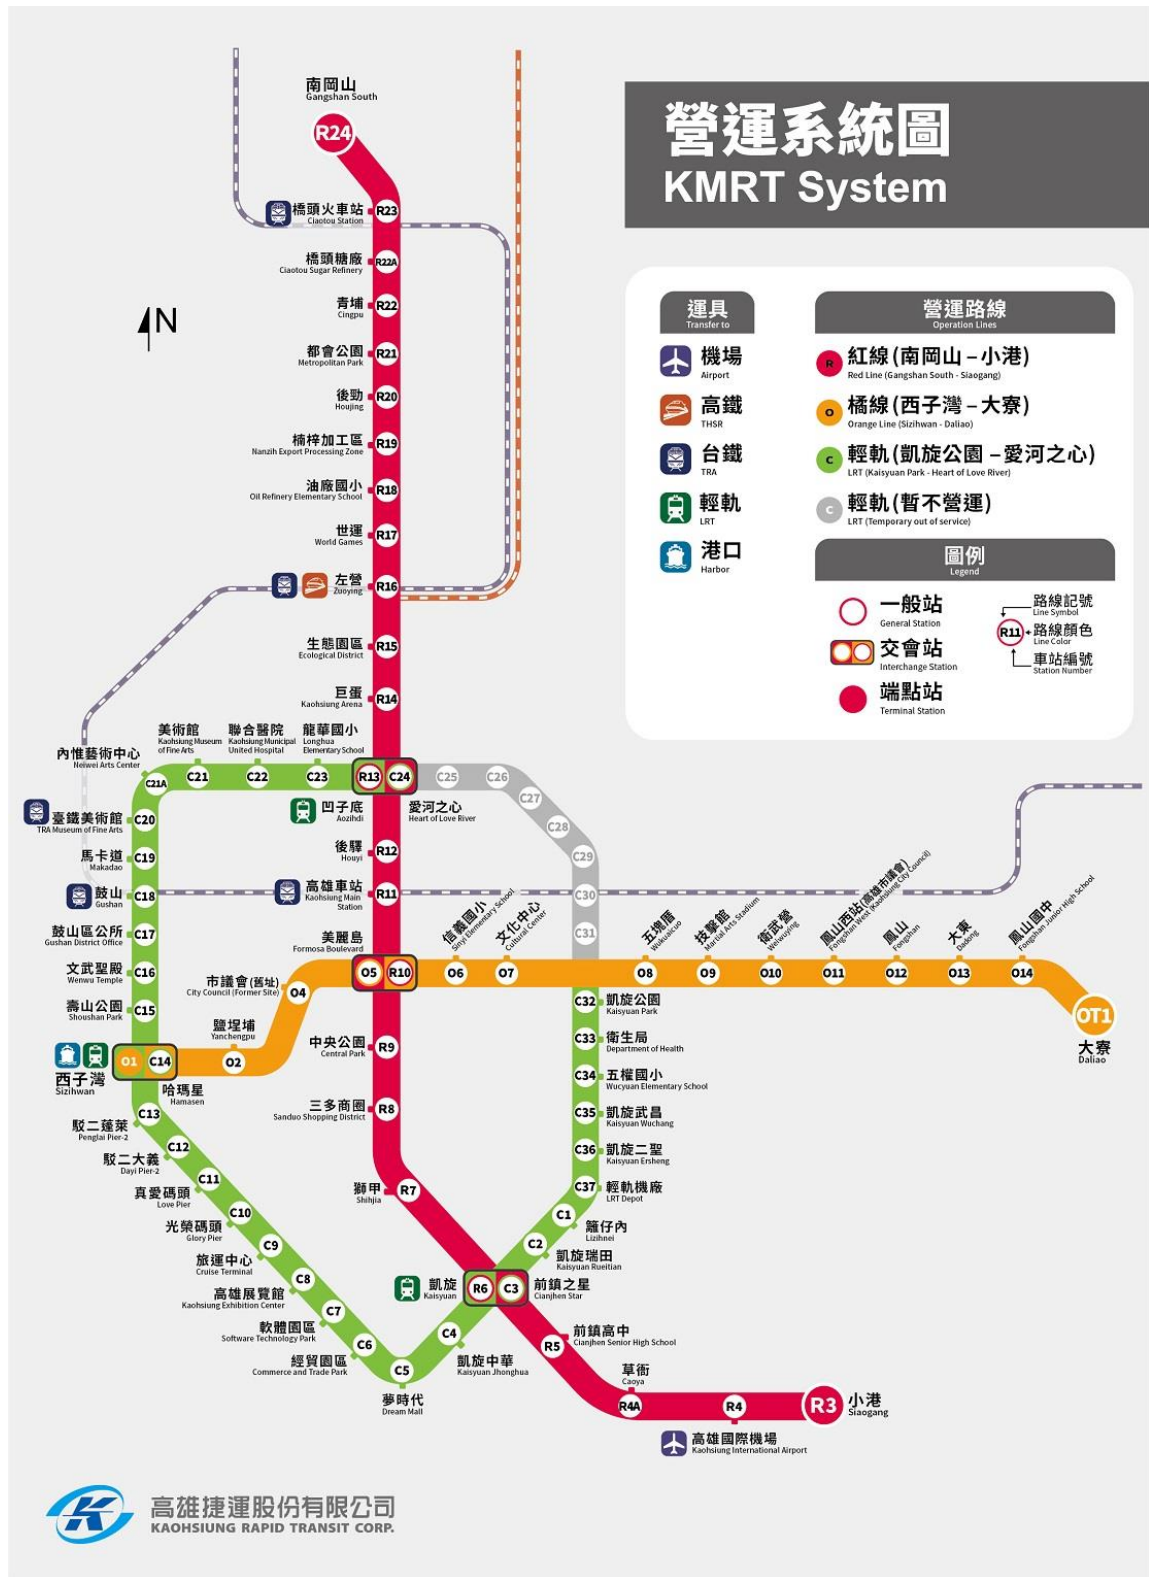 南岡山
Gangshan South
R24
營運系統圖
KMRT System
橋頭火車站
Ciaotou Station
R23
橋頭糖廠
Ciaotou Sugar Refinery
R22A
青埔
Cingpu
R22
都會公園
Metropolitan Park
R21
後勁
Houjing
R20
楠梓加工區
Nanzih Export Processing Zone
R19
油廠國小
Oil Refinery Elementary School
R18
世運
World Games
R17
左營
Zuoying
R16
生態園區
Ecological District
R15
巨蛋
Kaohsiung Arena
R14
N
運具
Transfer to
機場
Airport
高鐵
THSR
台鐵
TRA
輕軌
LRT
港口
Harbor
營運路線
Operation Lines
R
紅線 (南岡山 – 小港)
Red Line (Gangshan South - Siaogang)
O
橘線 (西子灣 – 大寮)
Orange Line (Sizihwan - Daliao)
C
輕軌 (凱旋公園 – 愛河之心)
LRT (Kaisyuan Park - Heart of Love River)
C
輕軌 (暫不營運)
LRT (Temporary out of service)
圖例
Legend
一般站
General Station
交會站
Interchange Station
端點站
Terminal Station
路線記號
Line Symbol
R11
路線顏色
Line Color
車站編號
Station Number
內惟藝術中心
Neiwei Arts Center
C21A
美術館
Kaohsiung Museum
of Fine Arts
C21
聯合醫院
Kaohsiung Municipal
United Hospital
C22
龍華國小
Longhua
Elementary School
C23
R13
C24
凹子底
Aozihdi
愛河之心
Heart of Love River
C25
C26
C27
C28
C29
C30
C31
臺鐵美術館
TRA Museum of Fine Arts
C20
馬卡道
Makadao
C19
鼓山
Gushan
C18
鼓山區公所
Gushan District Office
C17
文武聖殿
Wenwu Temple
C16
壽山公園
Shoushan Park
C15
後驛
Houyi
R12
高雄車站
Kaohsiung Main
Station
R11
美麗島
Formosa Boulevard
O5
R10
信義國小
Sinyi Elementary School
O6
文化中心
Cultural Center
O7
五塊厝
Wukuaicuo
O8
技擊館
Martial Arts Stadium
O9
衛武營
Weiwuying
O10
鳳山西站(高雄市議會)
Fongshan West (Kaohsiung City Council)
O11
鳳山
Fongshan
O12
大東
Dadong
O13
鳳山國中
Fongshan Junior High School
O14
OT1
大寮
Daliao
市議會(舊址)
City Council (Former Site)
O4
鹽埕埔
Yanchengpu
O2
O1
C14
西子灣
Sizihwan
哈瑪星
Hamasen
中央公園
Central Park
R9
三多商圈
Sanduo Shopping District
R8
獅甲
Shihjia
R7
C32
凱旋公園
Kaisyuan Park
C33
衛生局
Department of Health
C34
五權國小
Wucyuan Elementary School
C35
凱旋武昌
Kaisyuan Wuchang
C36
凱旋二聖
Kaisyuan Ersheng
C37
輕軌機廠
LRT Depot
C1
籬仔內
Lizihnei
C2
凱旋瑞田
Kaisyuan Rueitian
凱旋
Kaisyuan
R6
C3
前鎮之星
Cianjhen Star
C4
凱旋中華
Kaisyuan Jhonghua
C5
夢時代
Dream Mall
C6
經貿園區
Commerce and Trade Park
C7
軟體園區
Software Technology Park
C8
高雄展覽館
Kaohsiung Exhibition Center
C9
旅運中心
Cruise Terminal
C10
光榮碼頭
Glory Pier
C11
真愛碼頭
Love Pier
C12
駁二大義
Dayi Pier-2
C13
駁二蓬萊
Penglai Pier-2
R5
前鎮高中
Cianjhen Senior High School
草衙
Caoya
R4A
R4
高雄國際機場
Kaohsiung International Airport
R3
小港
Siaogang
高雄捷運股份有限公司
KAOHSIUNG RAPID TRANSIT CORP.